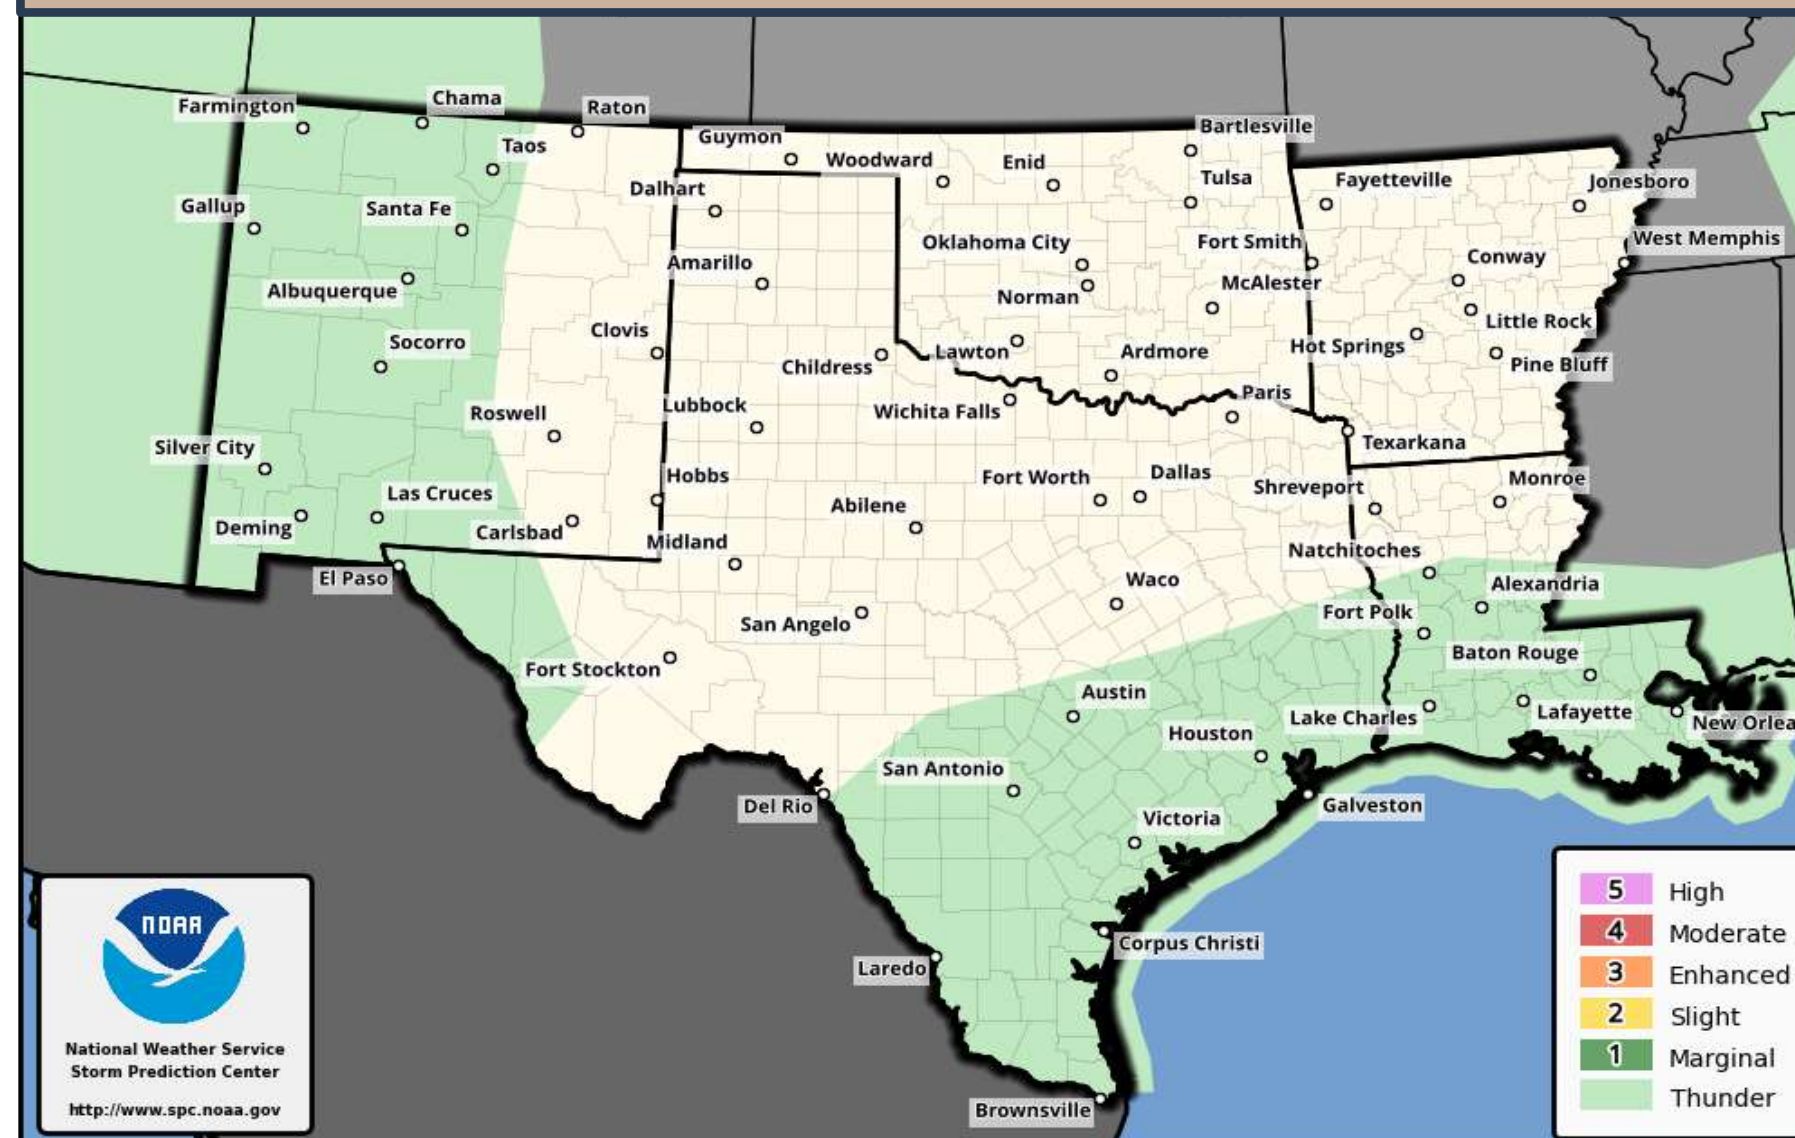 Farmington
Chama
Raton
Guymon
Bartlesville
Taos
Woodward
Enid
Dalhart
Tulsa
Fayetteville
Jonesboro
Gallup
Santa Fe
Oklahoma City
Fort Smith
West Memphis
Amarillo
Conway
Albuquerque
Norman
McAlester
Clovis
Little Rock
Socorro
Childress
Lawton
Ardmore
Hot Springs
Pine Bluff
Roswell
Lubbock
Wichita Falls
Paris
Silver City
Texarkana
Hobbs
Fort Worth
Dallas
Shreveport
Monroe
Las Cruces
Abilene
Deming
Carlsbad
Midland
Natchitoches
El Paso
Waco
Alexandria
San Angelo
Fort Polk
Fort Stockton
Baton Rouge
Austin
Lake Charles
Lafayette
New Orlea
Houston
San Antonio
Del Rio
Galveston
Victoria
Corpus Christi
Laredo
Brownsville
NOAA
National Weather Service
Storm Prediction Center
http://www.spc.noaa.gov
5 High
4 Moderate
3 Enhanced
2 Slight
1 Marginal
Thunder